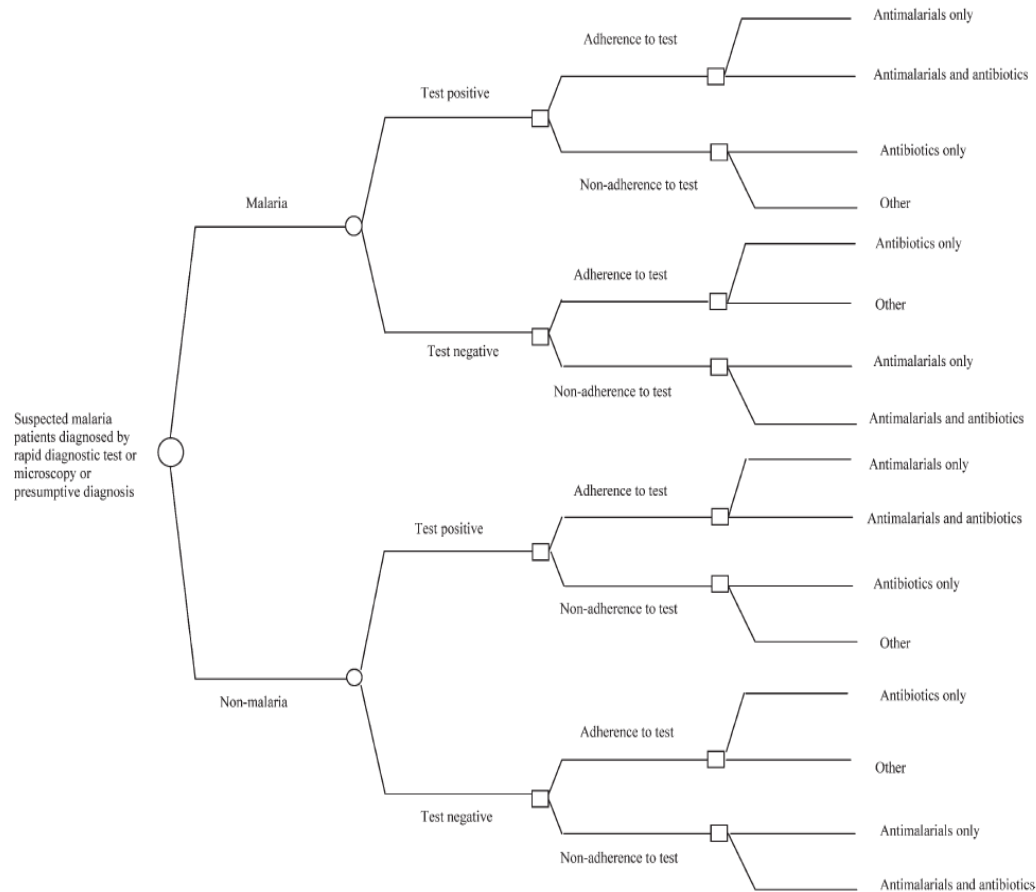 Antimalarials only
Adherence to test
Antimalarials and antibiotics
Test positive
Antibiotics only
Non-adherence to test
Other
Malaria
Antibiotics only
Adherence to test
Other
Test negative
Antimalarials only
Non-adherence to test
Antimalarials and antibiotics
Suspected malaria
patients diagnosed by
rapid diagnostic test or
microscopy or
presumptive diagnosis
Antimalarials only
Adherence to test
Antimalarials and antibiotics
Test positive
Antibiotics only
Non-adherence to test
Other
Non-malaria
Antibiotics only
Adherence to test
Other
Test negative
Antimalarials only
Non-adherence to test
Antimalarials and antibiotics